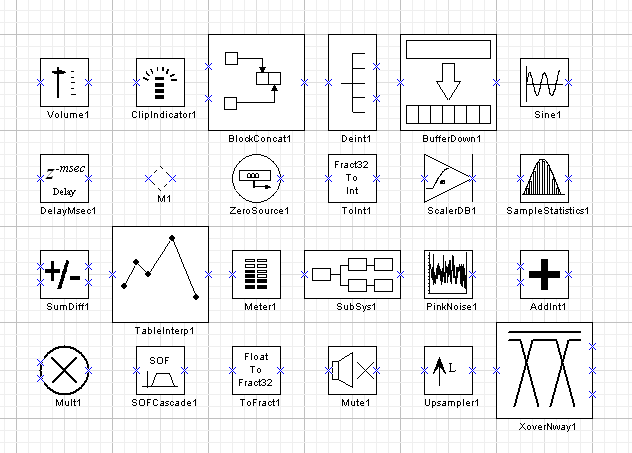 Volume1
ClipIndicator1
BlockConcat1
Deint1
BufferDown1
Sine1
z-msec
Delay
DelayMsec1
M1
ZeroSource1
Fract32
To
Int
ToInt1
ScalerDB1
SampleStatistics1
+/-
SumDiff1
TableInterp1
Meter1
SubSys1
PinkNoise1
AddInt1
Mult1
SOF
SOFCascade1
Float
To
Fract32
ToFract1
Mute1
L
Upsampler1
XoverNway1